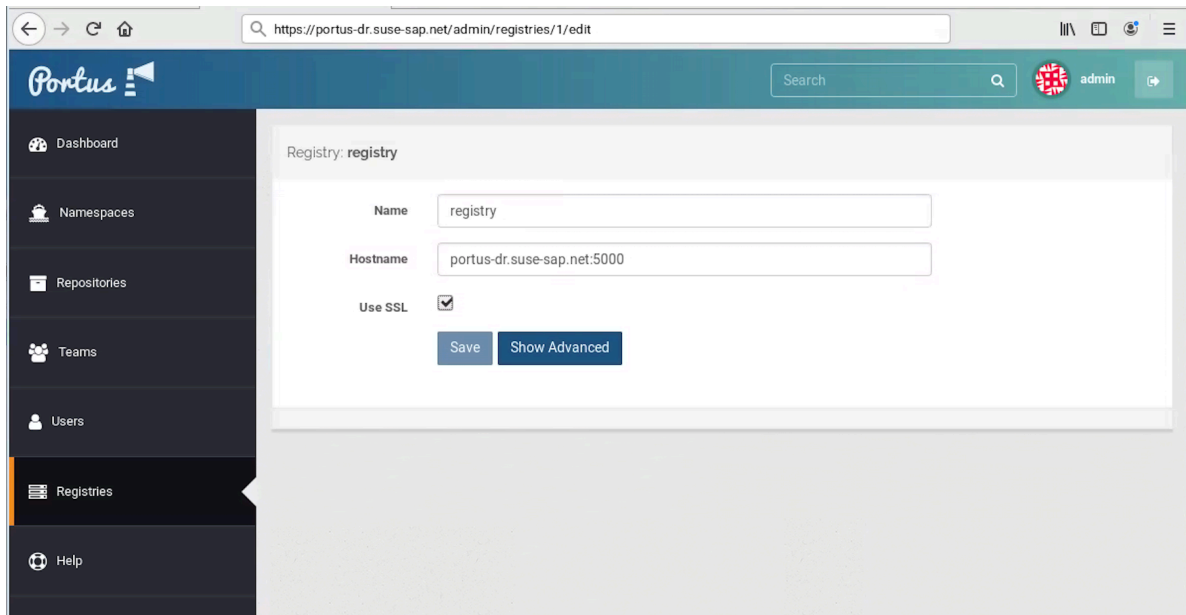 https://portus-dr.suse-sap.net/admin/registries/1/edit
Portus
Search
admin
Dashboard
Namespaces
Repositories
Teams
Users
Registries
Help
Registry: registry
Name registry
Hostname portus-dr.suse-sap.net:5000
Use SSL
Save Show Advanced